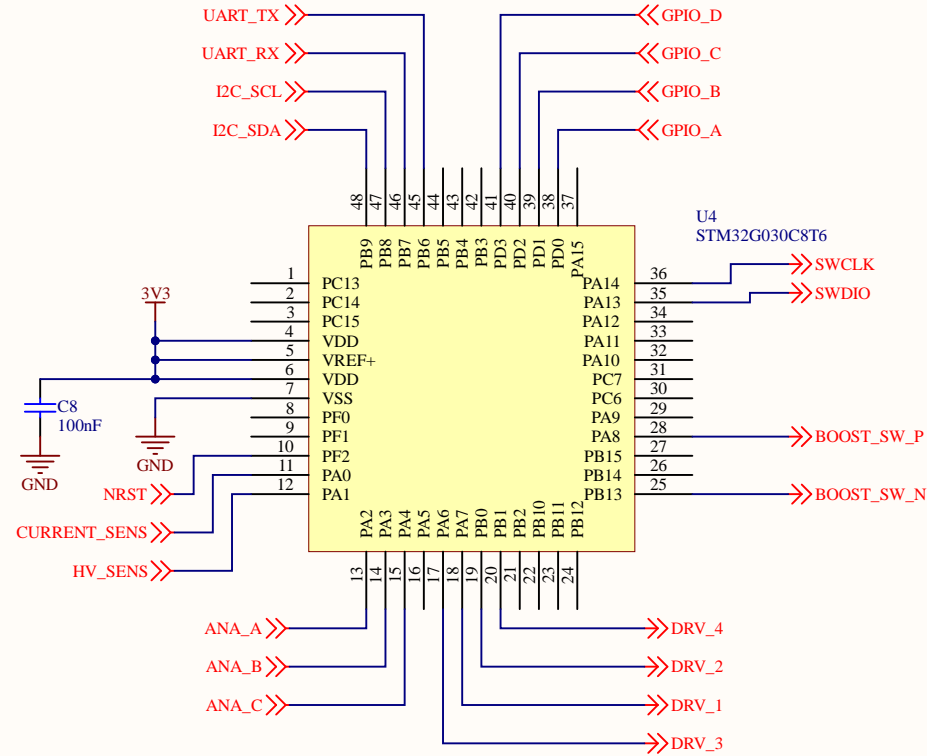 UART_TX
GPIO_D
UART_RX
GPIO_C
I2C_SCL
GPIO_B
I2C_SDA
GPIO_A
48 47 46 45 44 43 42 41 40 39 38 37
PB9 PB8 PB7 PB6 PB5 PB4 PB3 PD3 PD2 PD1 PD0 PA15
U4
STM32G030C8T6
1 PC13
2 PC14
3 PC15
4 VDD
5 VREF+
6 VDD
7 VSS
8 PF0
9 PF1
10 PF2
11 PA0
12 PA1
PA14 36
PA13 35
PA12 34
PA11 33
PA10 32
PC7 31
PC6 30
PA9 29
PA8 28
PB15 27
PB14 26
PB13 25
SWCLK
SWDIO
BOOST_SW_P
BOOST_SW_N
3V3
C8
100nF
GND
GND
NRST
CURRENT_SENS
HV_SENS
PA2 PA3 PA4 PA5 PA6 PA7 PB0 PB1 PB2 PB10 PB11 PB12
13 14 15 16 17 18 19 20 21 22 23 24
ANA_A
DRV_4
ANA_B
DRV_2
ANA_C
DRV_1
DRV_3